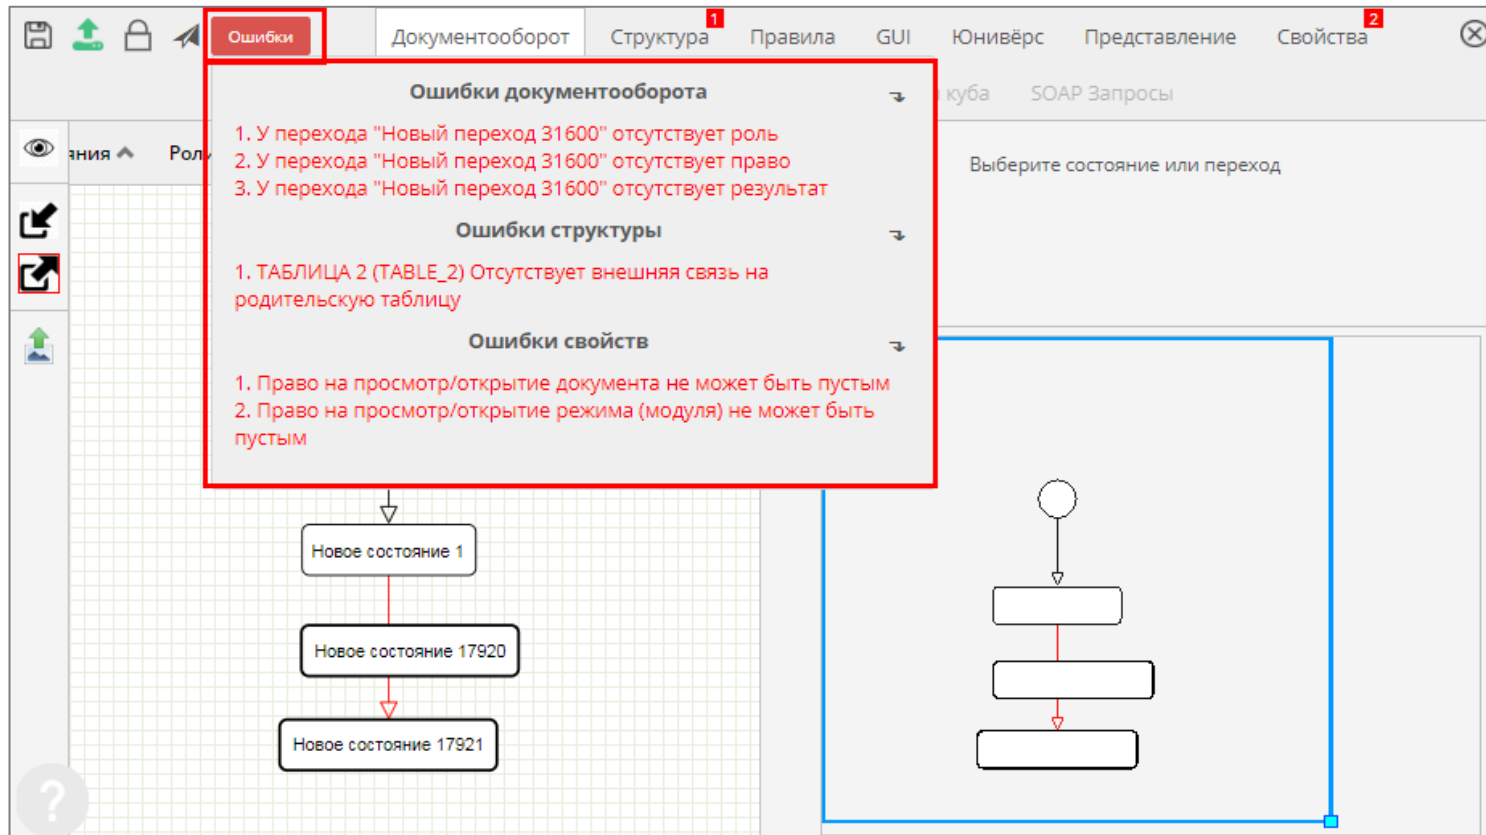 Ошибки
Документооборот
Структура
1
Правила
GUI
Юнивёрс
Представление
Свойства
2
куба
SOAP Запросы
Ошибки документооборота
1. У перехода "Новый переход 31600" отсутствует роль
2. У перехода "Новый переход 31600" отсутствует право
3. У перехода "Новый переход 31600" отсутствует результат
Ошибки структуры
1. ТАБЛИЦА 2 (TABLE_2) Отсутствует внешняя связь на
родительскую таблицу
Ошибки свойств
1. Право на просмотр/открытие документа не может быть пустым
2. Право на просмотр/открытие режима (модуля) не может быть
пустым
яния
Роли
Выберите состояние или переход
Новое состояние 1
Новое состояние 17920
Новое состояние 17921
?